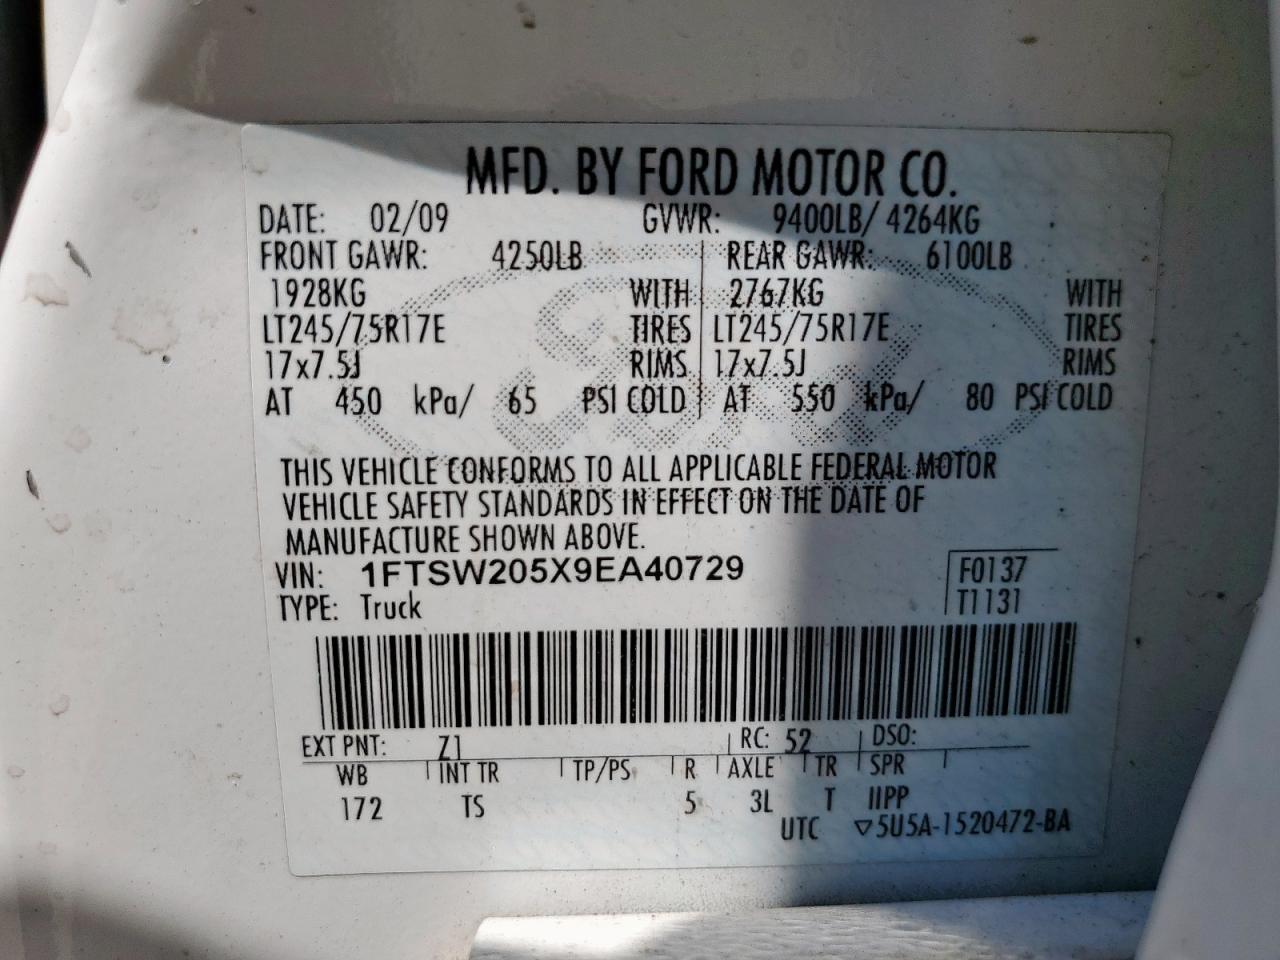 MFD. BY FORD MOTOR CO.
DATE: 02/09 GVWR: 9400LB/ 4264KG
FRONT GAWR: 4250LB REAR GAWR: 6100LB
1928KG WITH 2767KG WITH
LT245/75R17E TIRES LT245/75R17E TIRES
17x7.5J RIMS 17x7.5J RIMS
AT 450 kPa/ 65 PSI COLD AT 550 kPa/ 80 PSI COLD
THIS VEHICLE CONFORMS TO ALL APPLICABLE FEDERAL MOTOR
VEHICLE SAFETY STANDARDS IN EFFECT ON THE DATE OF
MANUFACTURE SHOWN ABOVE.
VIN: 1FTSW205X9EA40729 F0137
TYPE: Truck T1131
EXT PNT: Z1 RC: 52 DSO:
WB INT TR TP/PS R AXLE TR SPR
172 TS 5 3L T IIPP
UTC ▽5U5A-1520472-BA